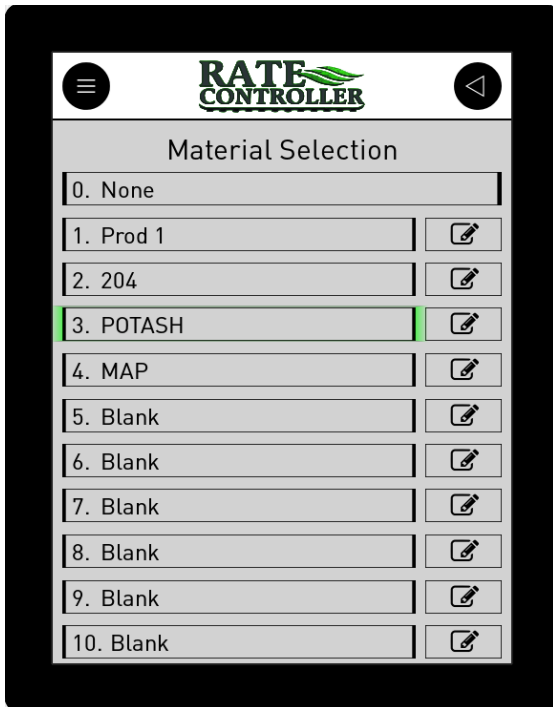 RATE
CONTROLLER
Material Selection
0. None
1. Prod 1
2. 204
3. POTASH
4. MAP
5. Blank
6. Blank
7. Blank
8. Blank
9. Blank
10. Blank